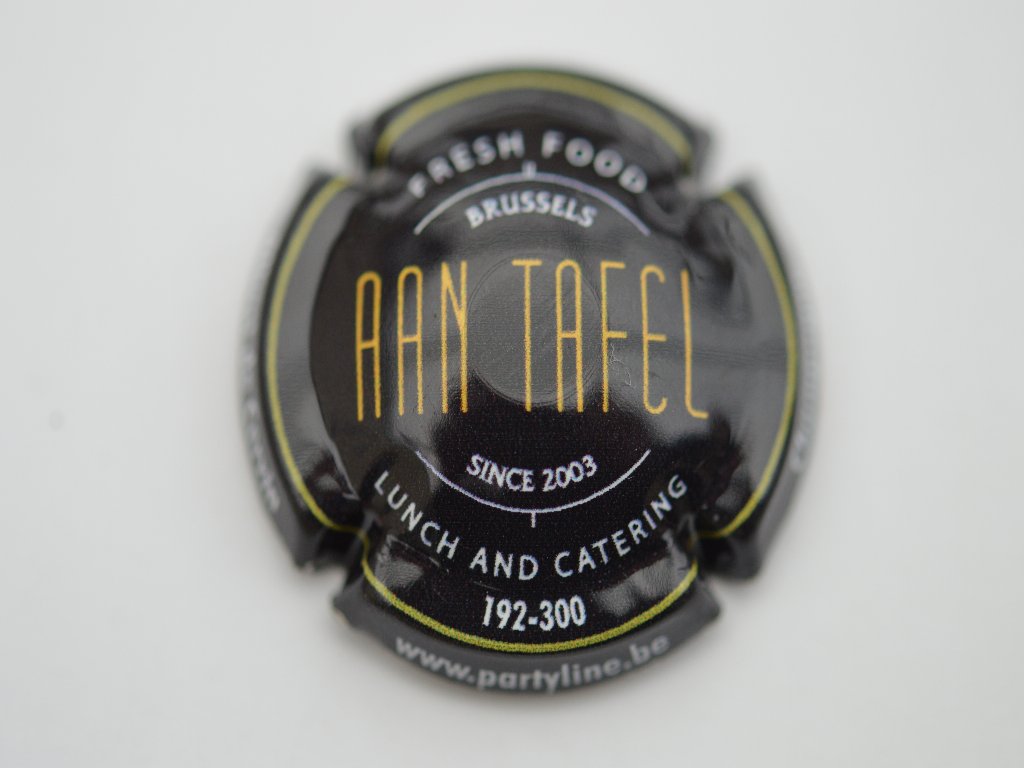 FRESH FOOD
BRUSSELS
AAN TAFEL
SINCE 2003
LUNCH AND CATERING
192-300
www.partyline.be